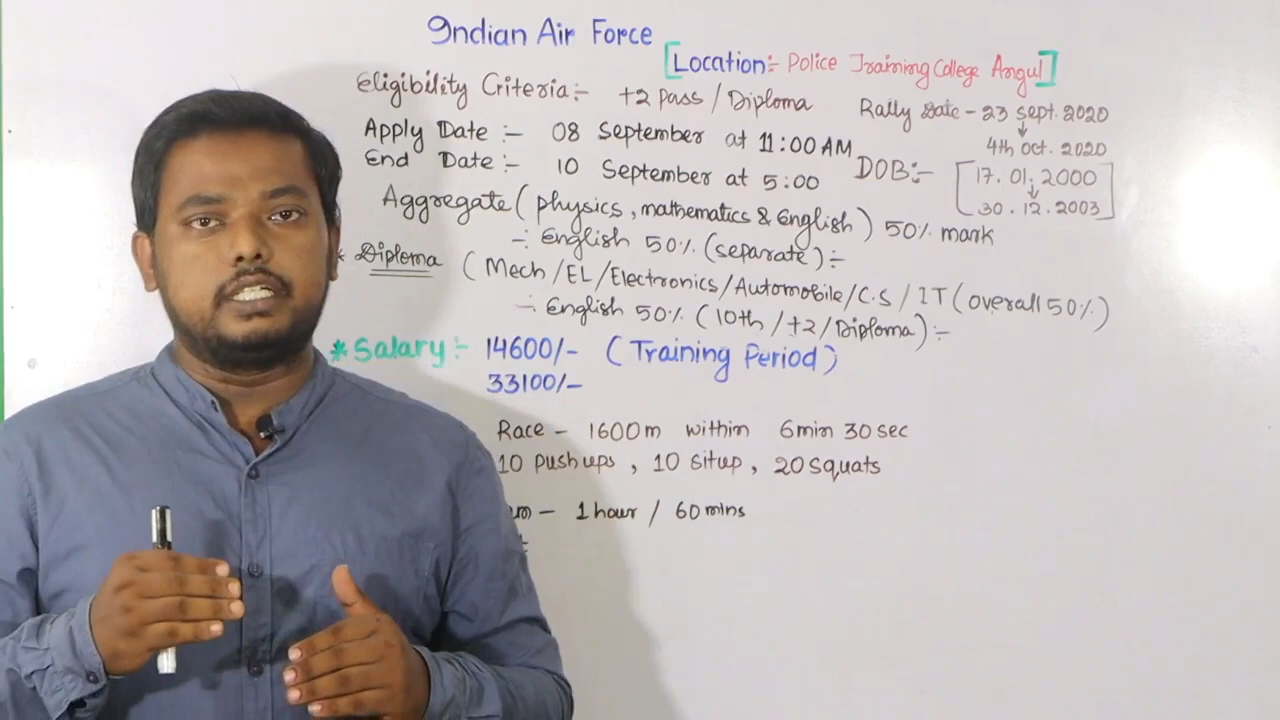 Indian Air Force
[Location:- Police Training College Angul]
Eligibility Criteria:- +2 Pass / Diploma
Rally Date - 23 Sept. 2020
↓
4th Oct. 2020
Apply Date :- 08 September at 11:00 AM
End Date :- 10 September at 5:00
DOB:- [17.01.2000
↓
30.12.2003]
Aggregate (physics, mathematics & English) 50% mark
÷ English 50% (separate) ÷
* Diploma (Mech/EL/Electronics/Automobile/C.S/IT (overall 50%)
÷ English 50% (10th/+2/Diploma) ÷
* Salary :- 14600/- (Training Period)
33100/-
Race - 1600m within 6min 30sec
10 pushups, 10 situp, 20 squats
- 1 hour / 60 mins